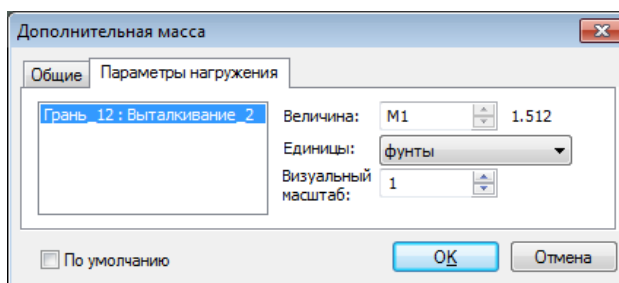 Дополнительная масса
Общие
Параметры нагружения
Грань_12 : Выталкивание_2
Величина: M1 1.512
Единицы: фунты
Визуальный масштаб: 1
По умолчанию
OK
Отмена